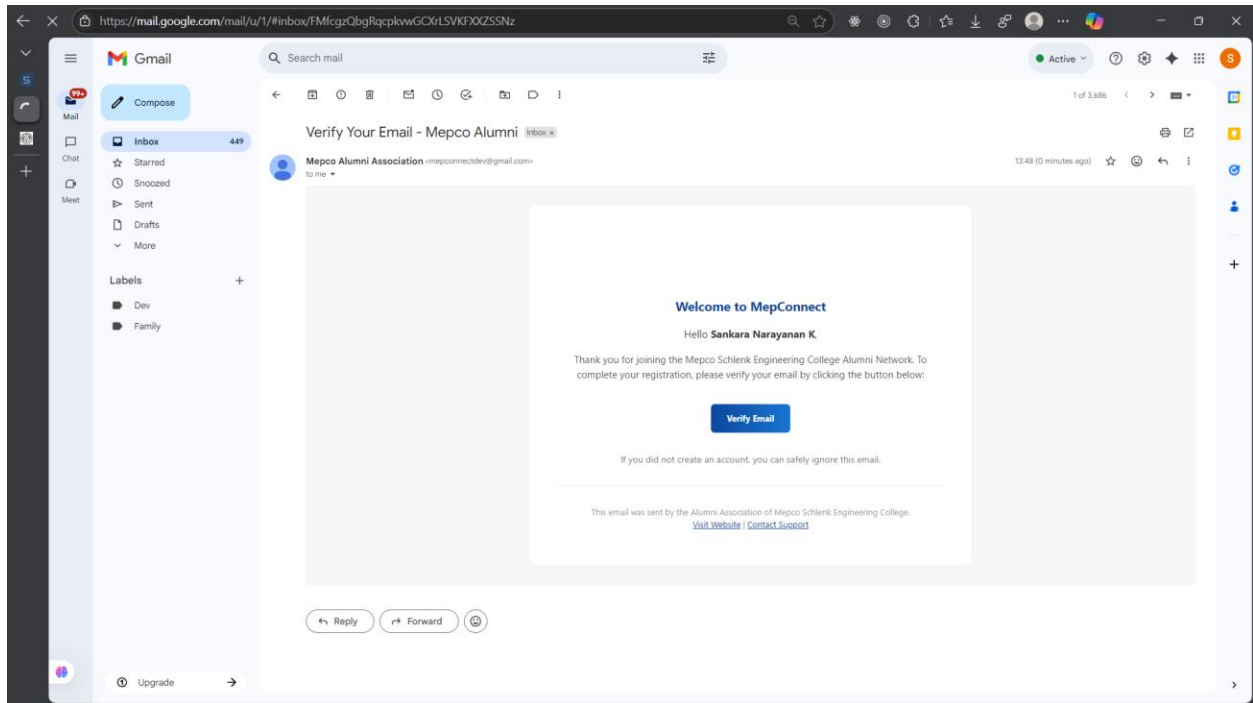 https://mail.google.com/mail/u/1/#inbox/FMfcgzQbgRqcpkvwGCXrLSVKFXXZSSNz
Gmail
Search mail
Active
S
S
99+
Mail
Compose
1 of 3,686
Inbox 449
Chat
Starred
Meet
Snoozed
Sent
Drafts
More
Labels
Dev
Family
Verify Your Email - Mepco Alumni Inbox x
Mepco Alumni Association <mepconnectdev@gmail.com>
13:48 (0 minutes ago)
to me
Welcome to MepConnect
Hello Sankara Narayanan K,
Thank you for joining the Mepco Schlenk Engineering College Alumni Network. To
complete your registration, please verify your email by clicking the button below:
Verify Email
If you did not create an account, you can safely ignore this email.
This email was sent by the Alumni Association of Mepco Schlenk Engineering College.
Visit Website | Contact Support
Reply
Forward
Upgrade